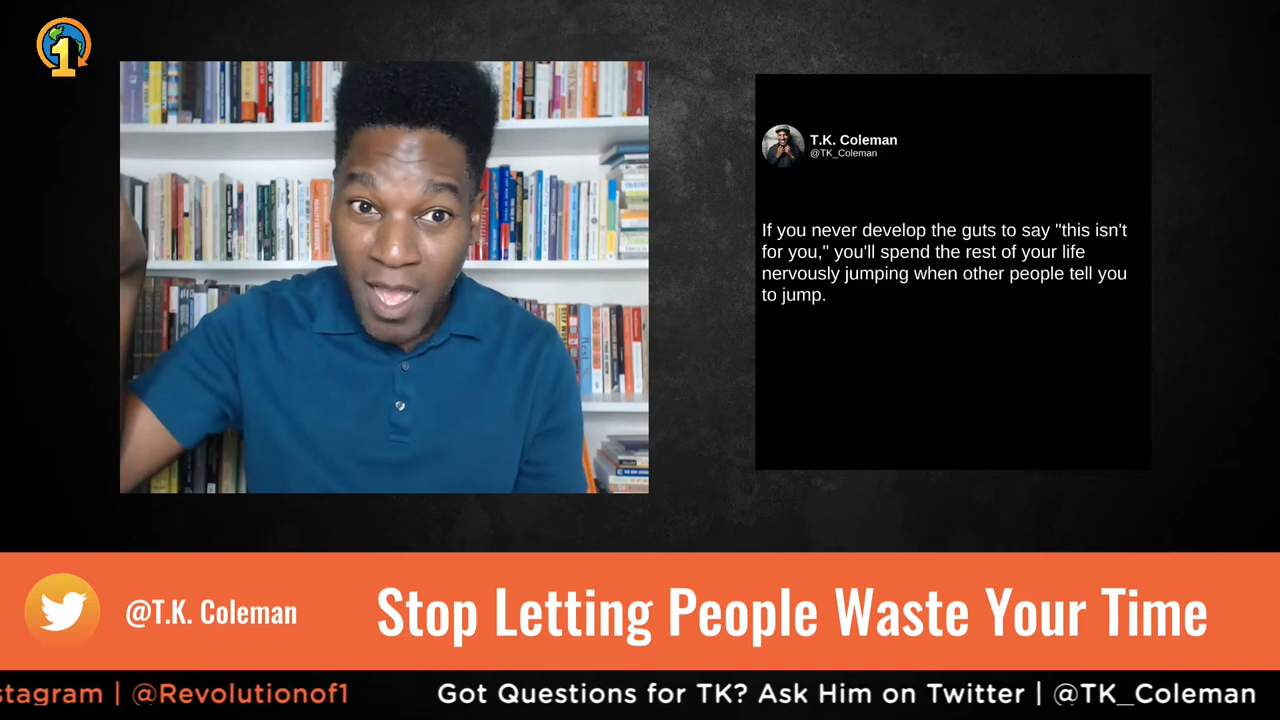 1
T.K. Coleman
@TK_Coleman
If you never develop the guts to say "this isn't
for you," you'll spend the rest of your life
nervously jumping when other people tell you
to jump.
@T.K. Coleman
Stop Letting People Waste Your Time
stagram | @Revolutionof1
Got Questions for TK? Ask Him on Twitter | @TK_Coleman